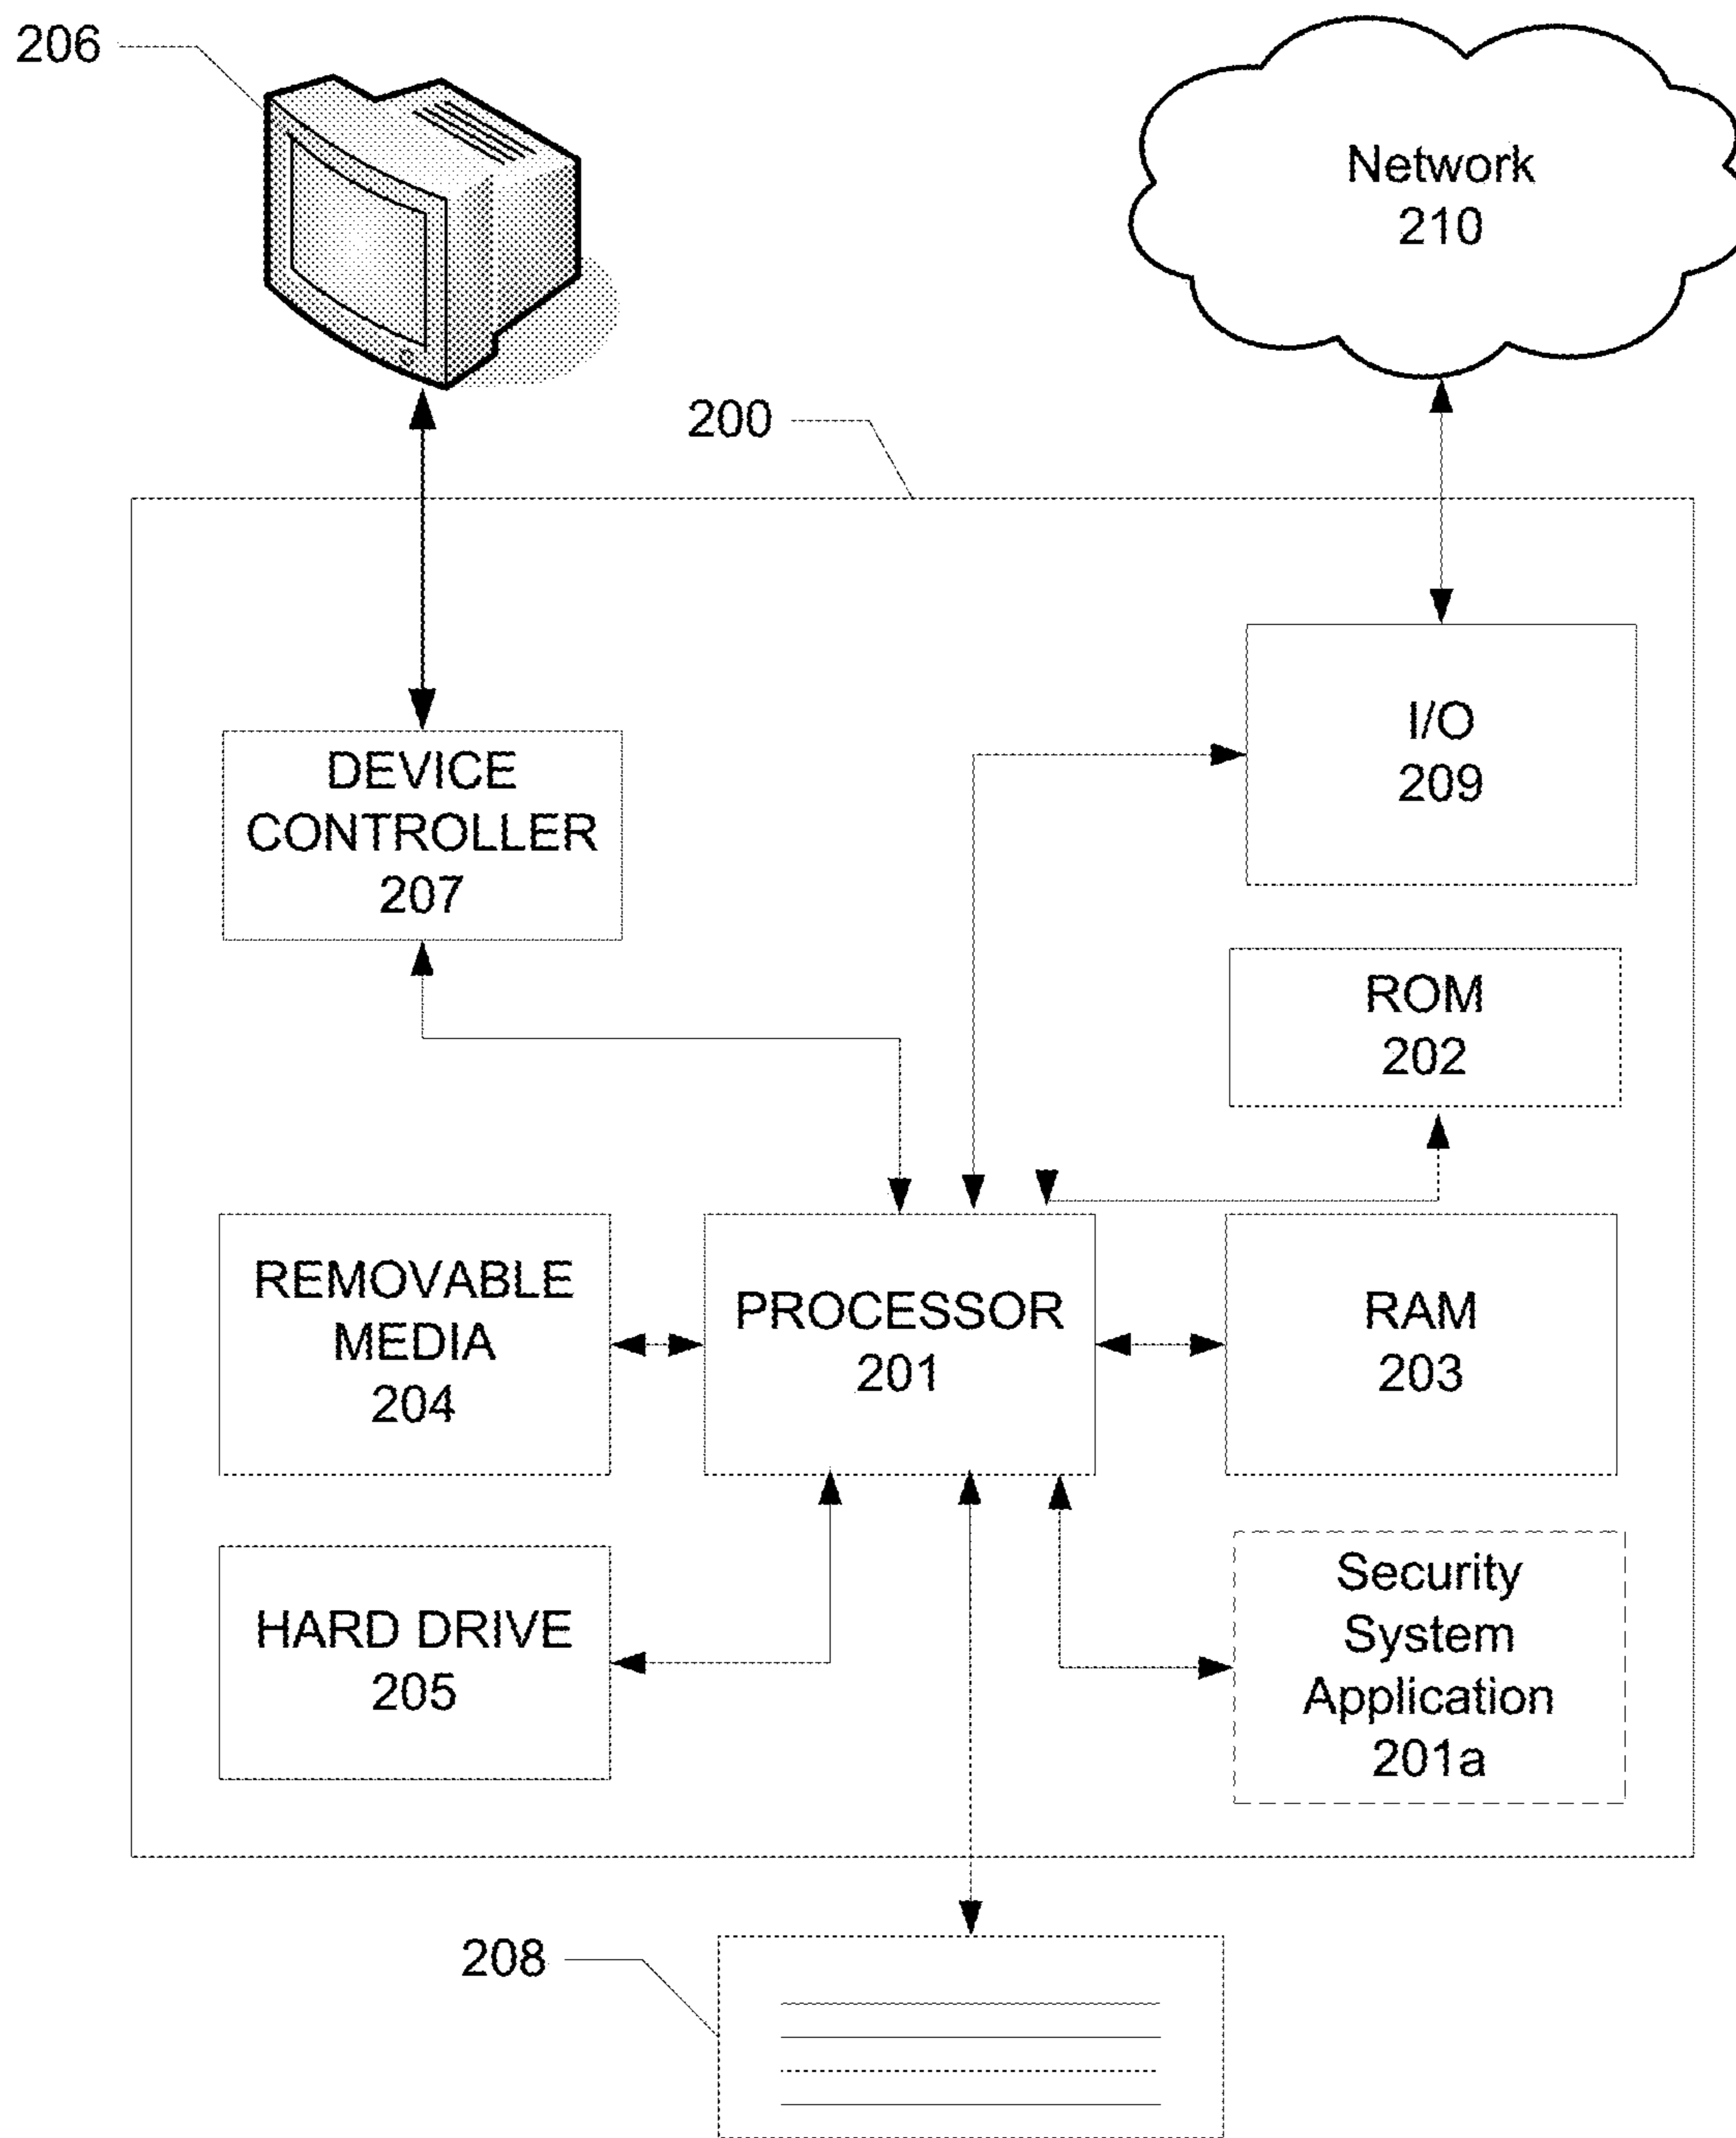 206
Network
210
200
I/O
209
DEVICE
CONTROLLER
207
ROM
202
REMOVABLE
MEDIA
204
PROCESSOR
201
RAM
203
HARD DRIVE
205
Security
System
Application
201a
208